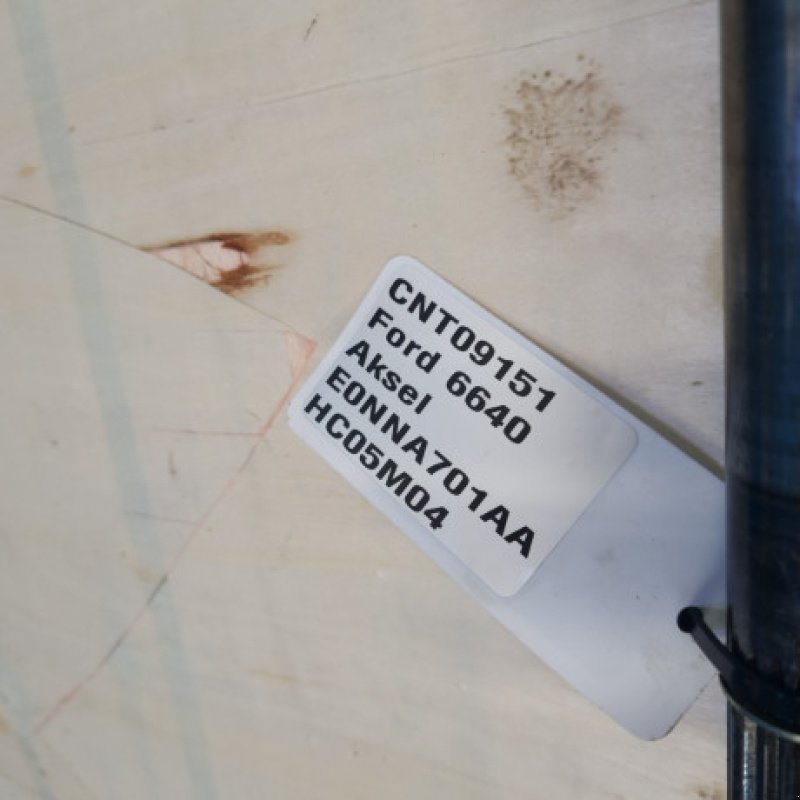 CNT09151
Ford 6640
Aksel
E0NNA701AA
HC05M04